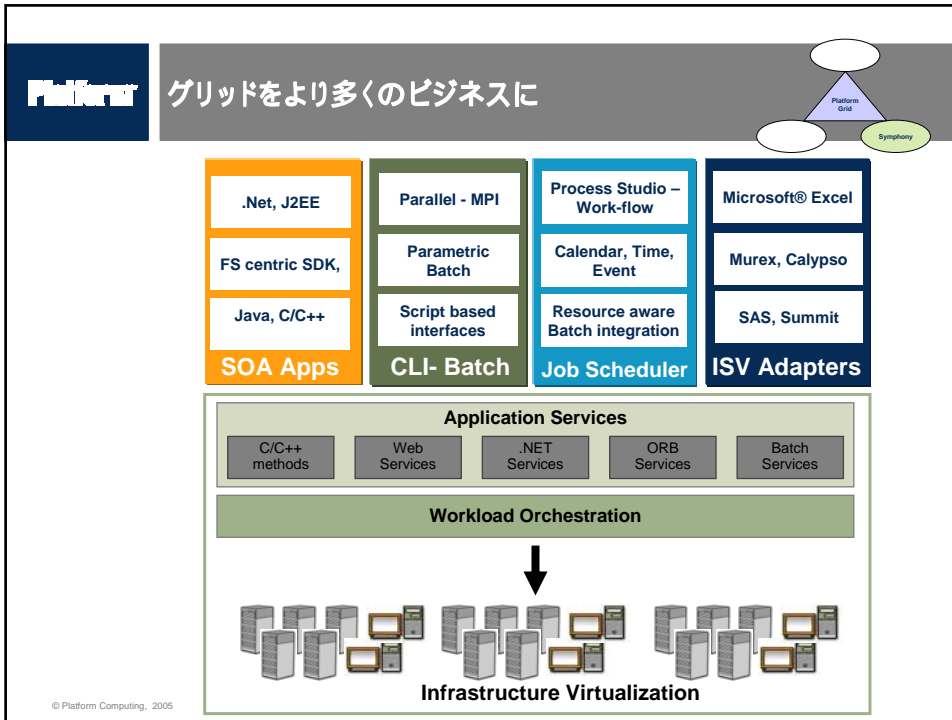 Platform
グリッドをより多くのビジネスに
Platform
Grid
Symphony
.Net, J2EE
FS centric SDK,
Java, C/C++
SOA Apps
Parallel - MPI
Parametric
Batch
Script based
interfaces
CLI- Batch
Process Studio –
Work-flow
Calendar, Time,
Event
Resource aware
Batch integration
Job Scheduler
Microsoft® Excel
Murex, Calypso
SAS, Summit
ISV Adapters
Application Services
C/C++
methods
Web
Services
.NET
Services
ORB
Services
Batch
Services
Workload Orchestration
Infrastructure Virtualization
© Platform Computing, 2005